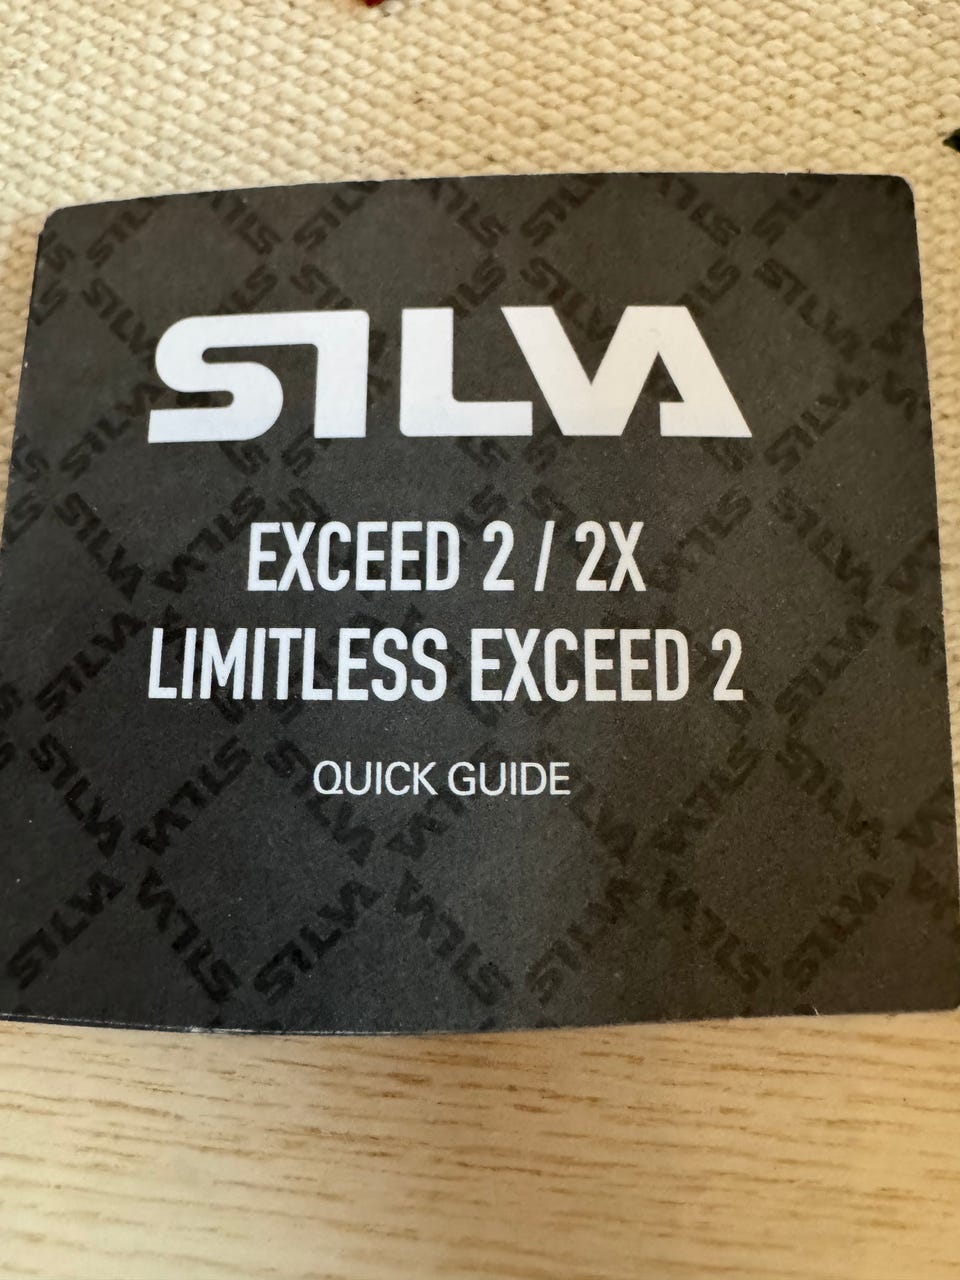 SILVA
EXCEED 2 / 2X
LIMITLESS EXCEED 2
QUICK GUIDE